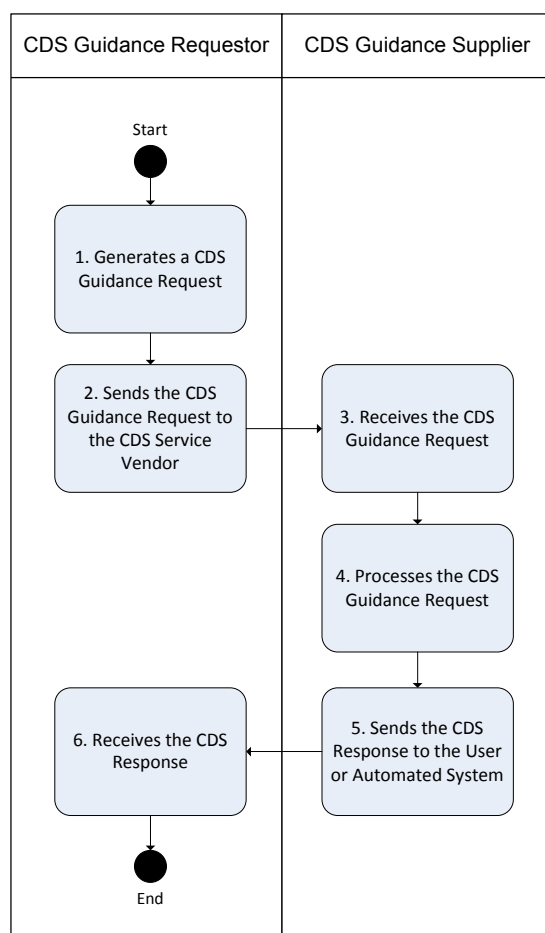 CDS Guidance Requestor
CDS Guidance Supplier
Start
1. Generates a CDS
Guidance Request
2. Sends the CDS
Guidance Request to
the CDS Service
Vendor
3. Receives the CDS
Guidance Request
4. Processes the CDS
Guidance Request
5. Sends the CDS
Response to the User
or Automated System
6. Receives the CDS
Response
End